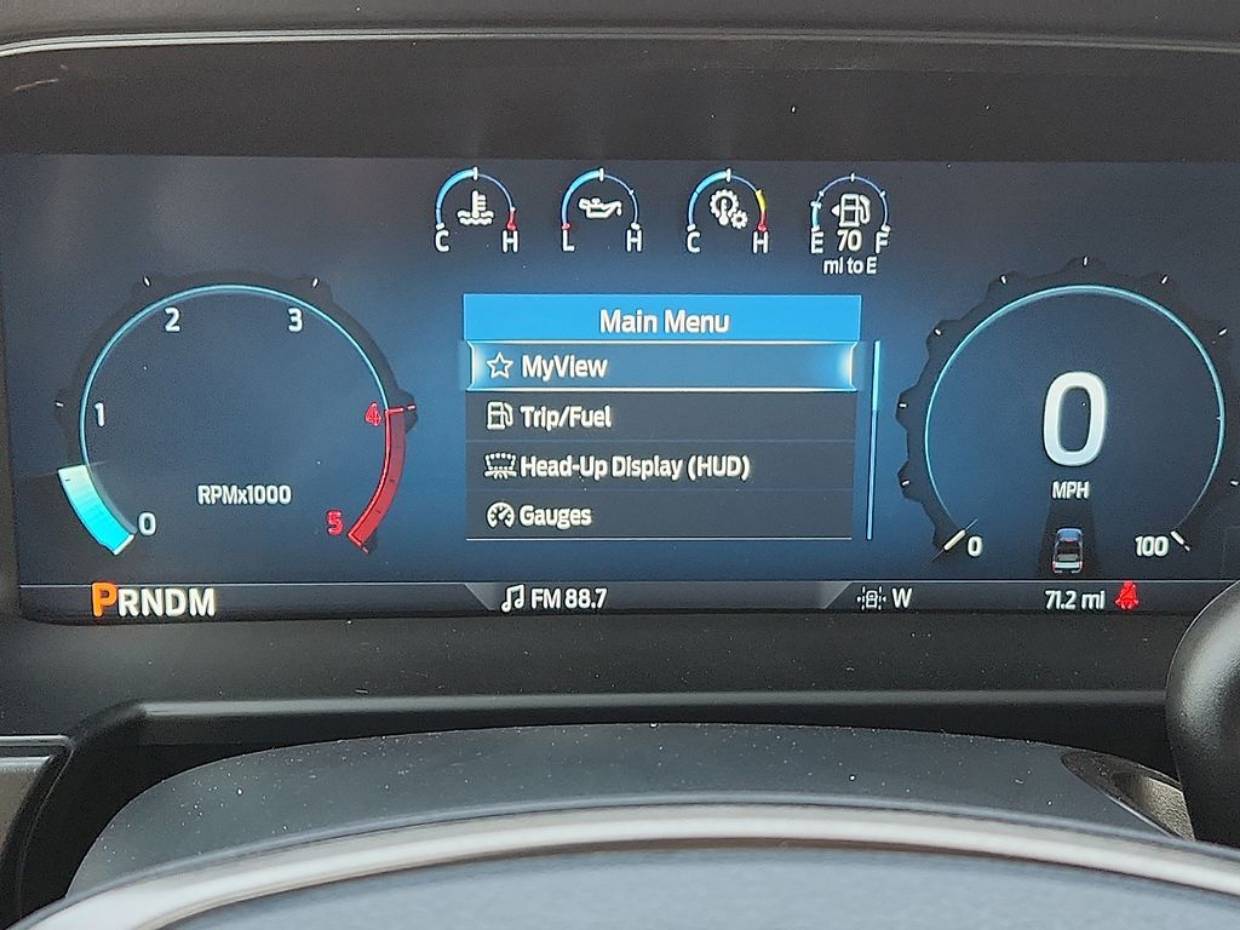 C H
L H
C H
E 70 F
mi to E
Main Menu
MyView
Trip/Fuel
Head-Up Display (HUD)
Gauges
0
1
2
3
4
5
RPMx1000
0
MPH
0
100
PRNDM
FM 88.7
W
71.2 mi